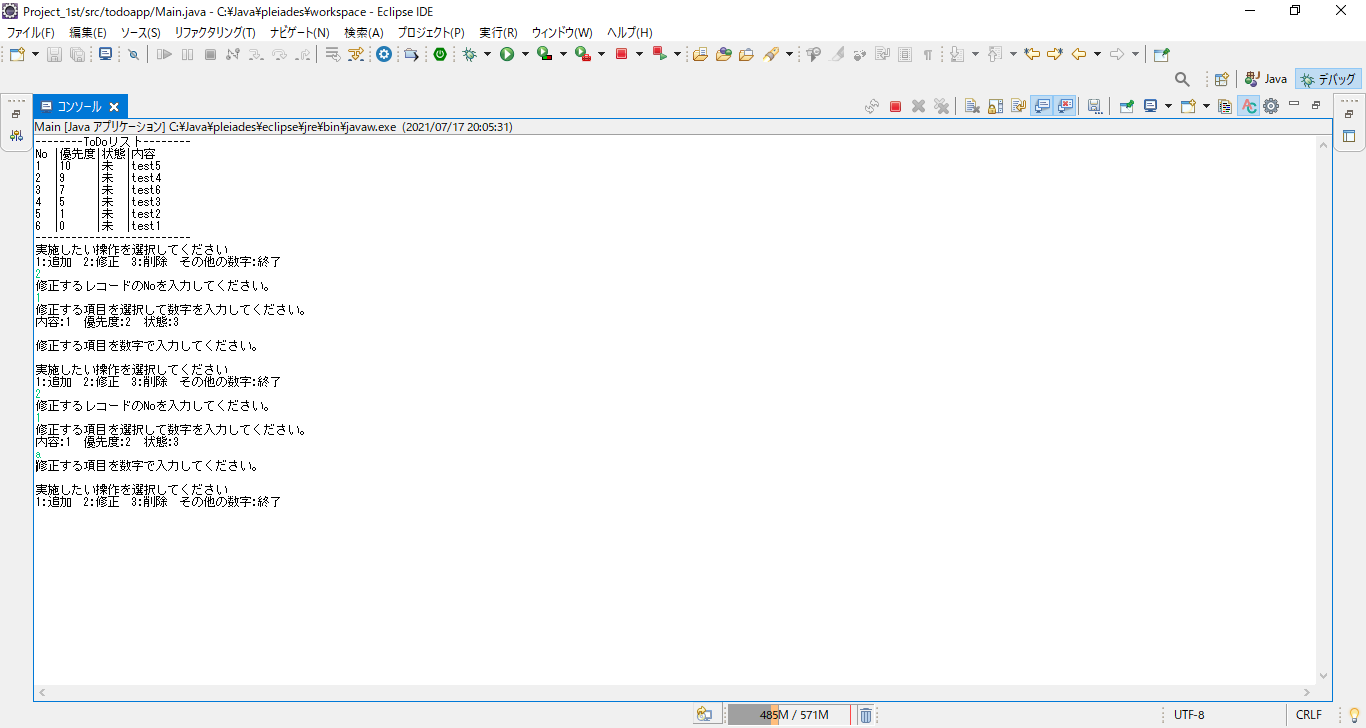 Project_1st/src/todoapp/Main.java - C:¥Java¥pleiades¥workspace - Eclipse IDE
ファイル(F) 編集(E) ソース(S) リファクタリング(T) ナビゲート(N) 検索(A) プロジェクト(P) 実行(R) ウィンドウ(W) ヘルプ(H)
Java デバッグ
コンソール
Main [Java アプリケーション] C:¥Java¥pleiades¥eclipse¥jre¥bin¥javaw.exe (2021/07/17 20:05:31)
--------ToDoリスト--------
No |優先度|状態|内容
1 |10 |未 |test5
2 |9 |未 |test4
3 |7 |未 |test6
4 |5 |未 |test3
5 |1 |未 |test2
6 |0 |未 |test1
--------------------------
実施したい操作を選択してください
1:追加 2:修正 3:削除 その他の数字:終了
2
修正するレコードのNoを入力してください。
1
修正する項目を選択して数字を入力してください。
内容:1 優先度:2 状態:3
修正する項目を数字で入力してください。
実施したい操作を選択してください
1:追加 2:修正 3:削除 その他の数字:終了
2
修正するレコードのNoを入力してください。
1
修正する項目を選択して数字を入力してください。
内容:1 優先度:2 状態:3
a
修正する項目を数字で入力してください。
実施したい操作を選択してください
1:追加 2:修正 3:削除 その他の数字:終了
485M / 571M UTF-8 CRLF